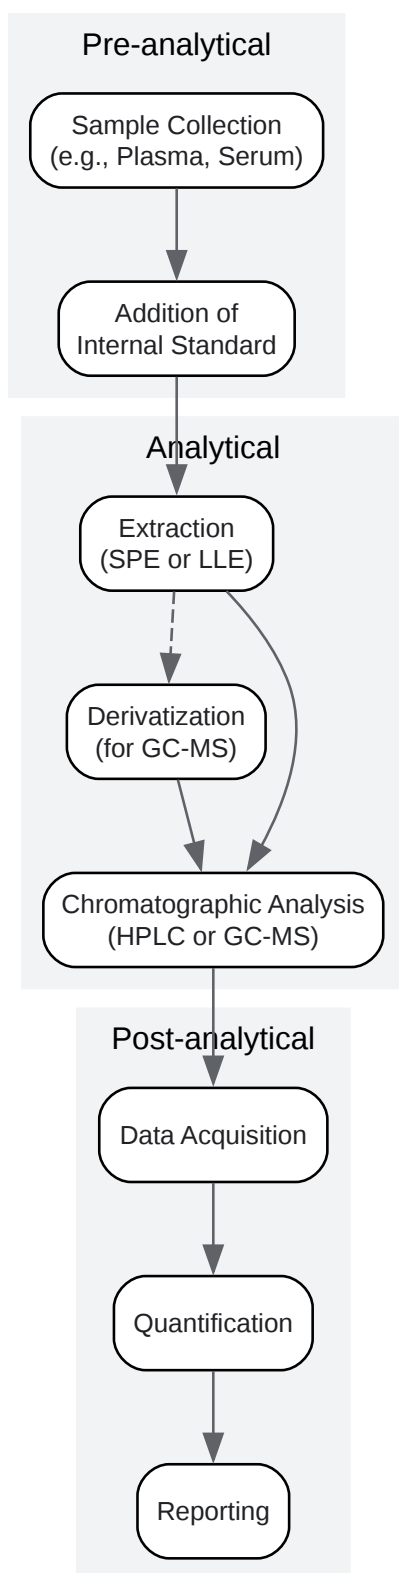 Pre-analytical
Sample Collection
(e.g., Plasma, Serum)
Addition of
Internal Standard
Analytical
Extraction
(SPE or LLE)
Derivatization
(for GC-MS)
Chromatographic Analysis
(HPLC or GC-MS)
Post-analytical
Data Acquisition
Quantification
Reporting